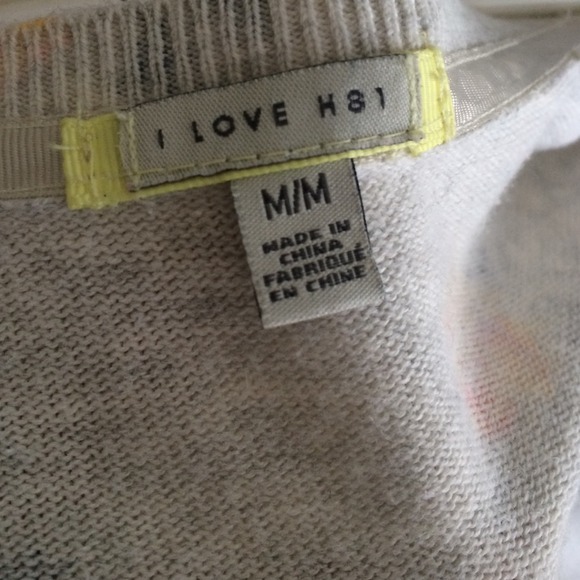 I LOVE H81
M/M
MADE IN
CHINA
FABRIQUÉ
EN CHINE